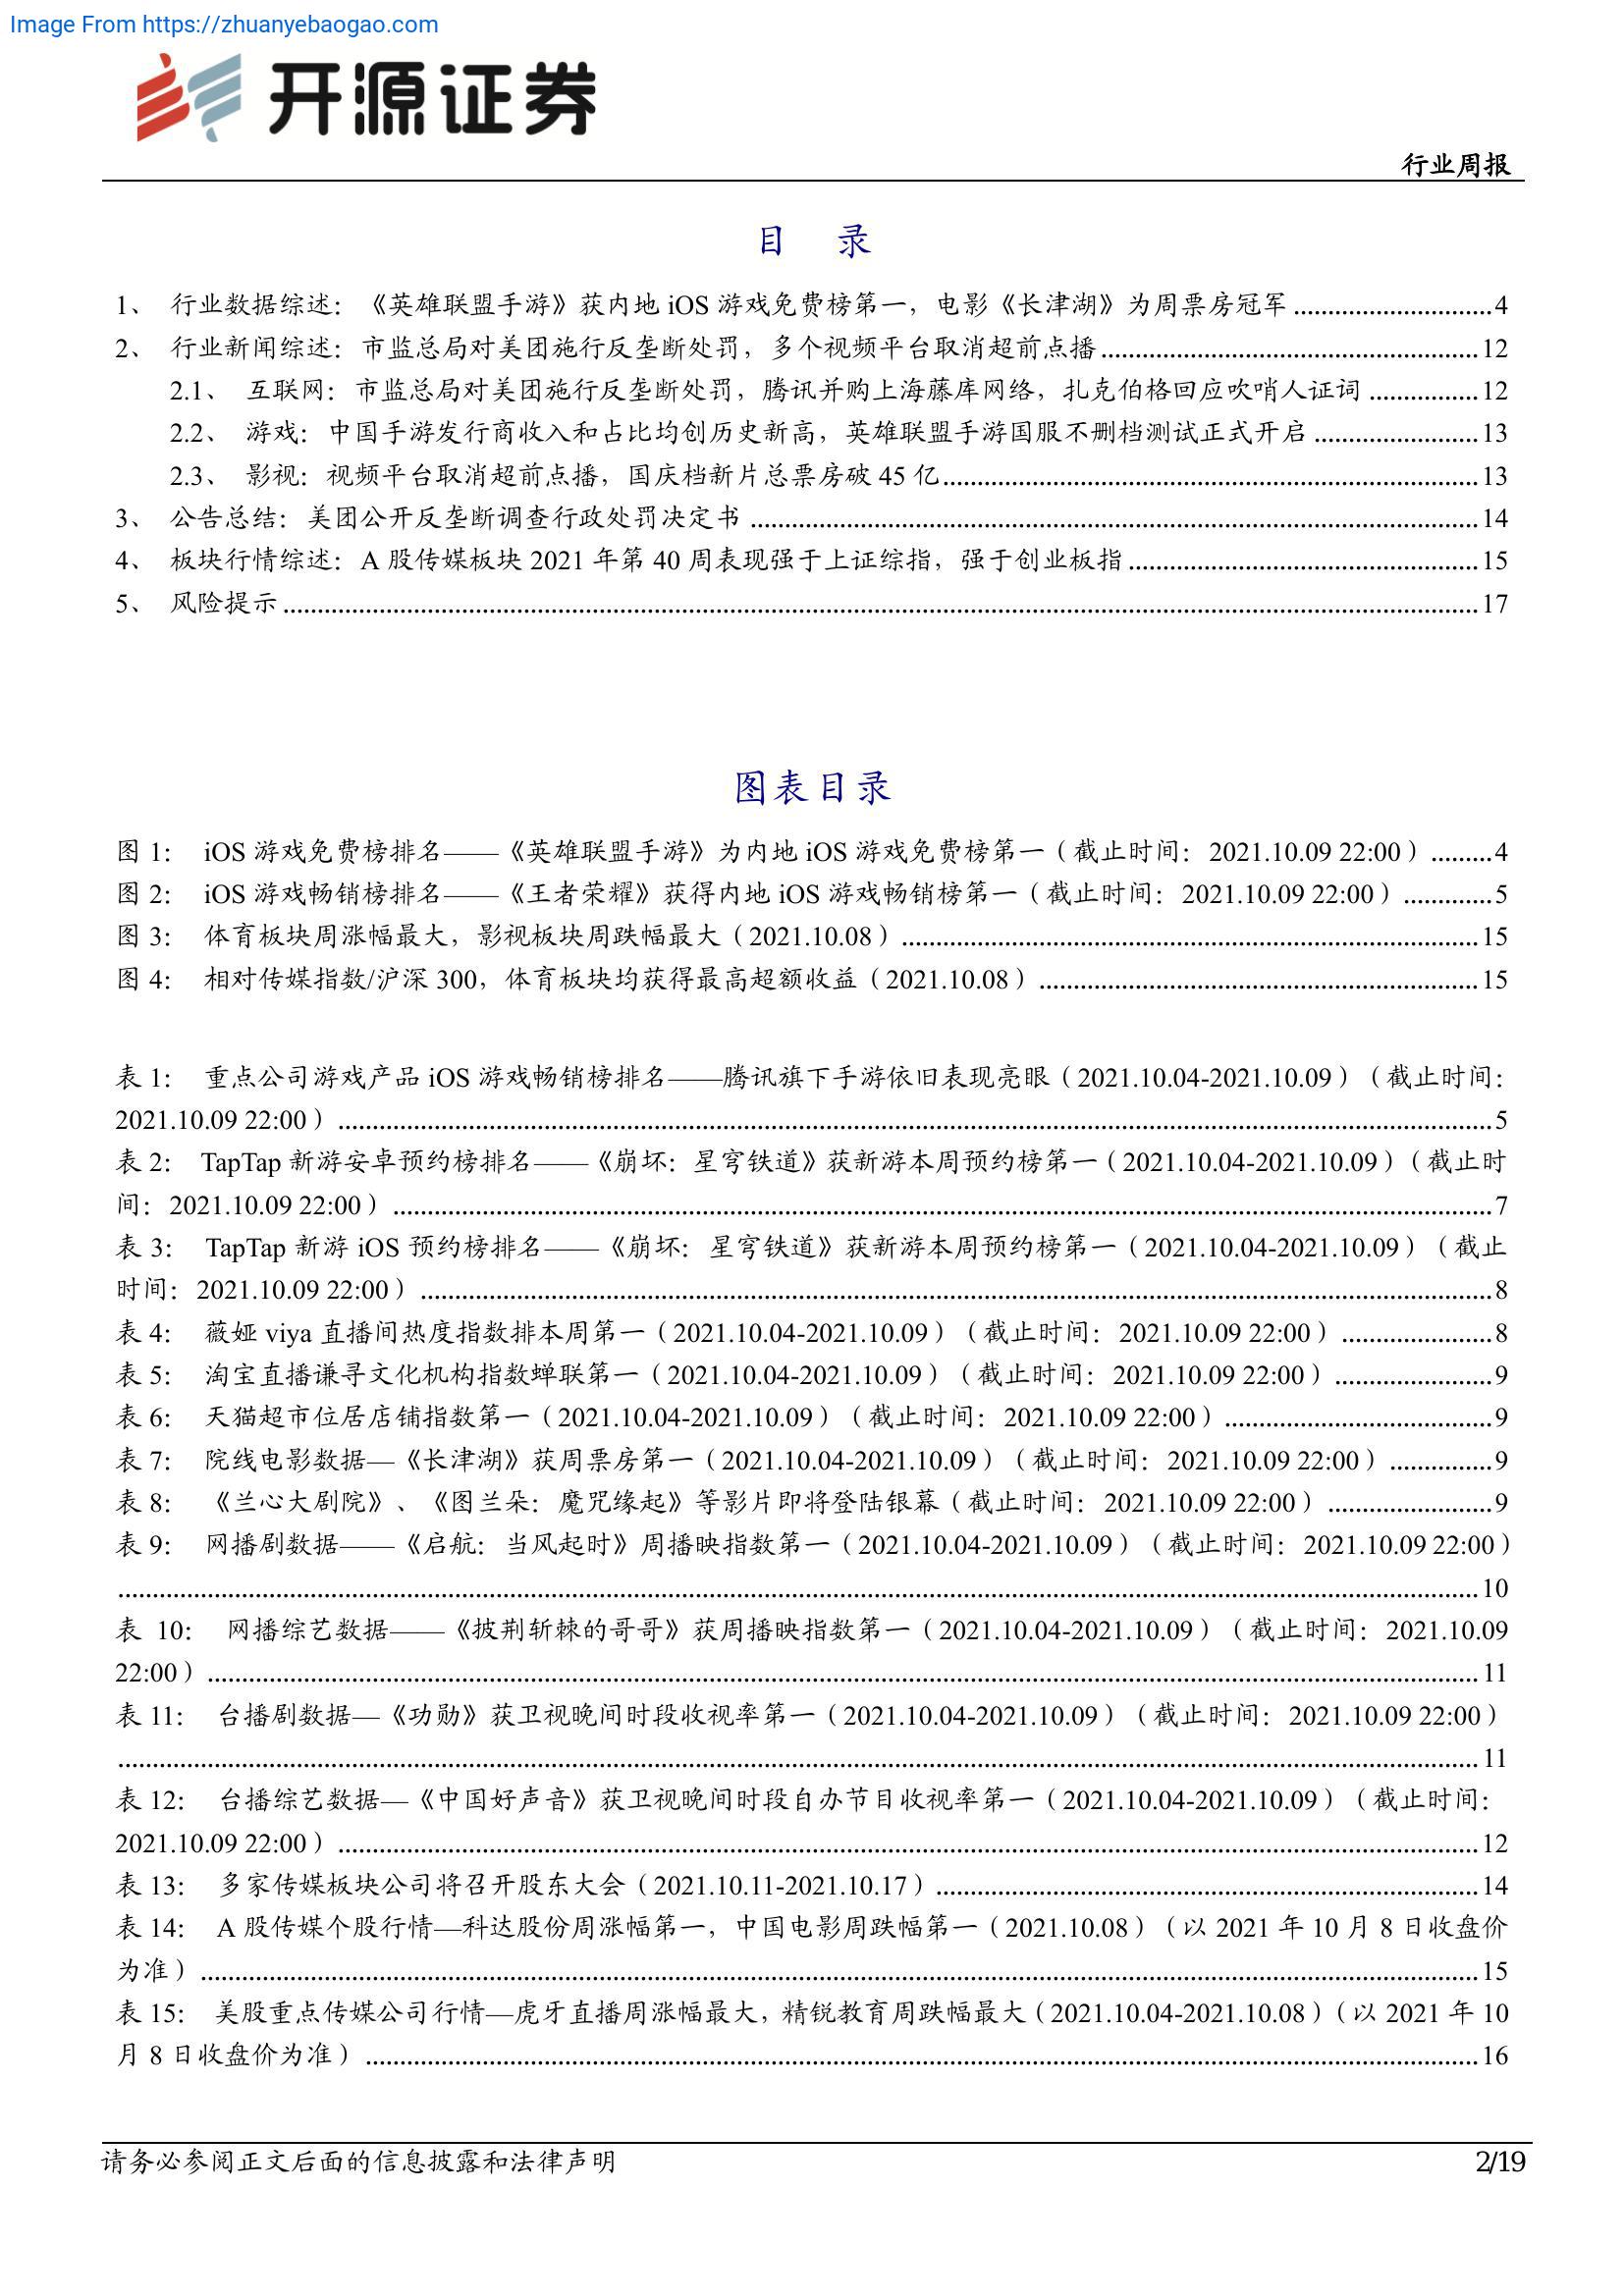 Image From https://zhuanyebaogao.com
开源证券
行业周报
目 录
1、 行业数据综述：《英雄联盟手游》获内地 iOS 游戏免费榜第一，电影《长津湖》为周票房冠军 ............................ 4
2、 行业新闻综述：市监总局对美团施行反垄断处罚，多个视频平台取消超前点播 ............................ 12
2.1、 互联网：市监总局对美团施行反垄断处罚，腾讯并购上海藤库网络，扎克伯格回应吹哨人证词 ................ 12
2.2、 游戏：中国手游发行商收入和占比均创历史新高，英雄联盟手游国服不删档测试正式开启 ........................ 13
2.3、 影视：视频平台取消超前点播，国庆档新片总票房破 45 亿 ............................ 13
3、 公告总结：美团公开反垄断调查行政处罚决定书 ............................ 14
4、 板块行情综述：A 股传媒板块 2021 年第 40 周表现强于上证综指，强于创业板指 ............................ 15
5、 风险提示 ............................ 17
图表目录
图 1： iOS 游戏免费榜排名——《英雄联盟手游》为内地 iOS 游戏免费榜第一（截止时间：2021.10.09 22:00） ......... 4
图 2： iOS 游戏畅销榜排名——《王者荣耀》获得内地 iOS 游戏畅销榜第一（截止时间：2021.10.09 22:00） ............. 5
图 3： 体育板块周涨幅最大，影视板块周跌幅最大（2021.10.08） ............................ 15
图 4： 相对传媒指数/沪深 300，体育板块均获得最高超额收益（2021.10.08） ............................ 15
表 1： 重点公司游戏产品 iOS 游戏畅销榜排名——腾讯旗下手游依旧表现亮眼（2021.10.04-2021.10.09）（截止时间：
2021.10.09 22:00） ............................ 5
表 2： TapTap 新游安卓预约榜排名——《崩坏：星穹铁道》获新游本周预约榜第一（2021.10.04-2021.10.09）（截止时
间：2021.10.09 22:00） ............................ 7
表 3： TapTap 新游 iOS 预约榜排名——《崩坏：星穹铁道》获新游本周预约榜第一（2021.10.04-2021.10.09）（截止
时间：2021.10.09 22:00） ............................ 8
表 4： 薇娅 viya 直播间热度指数排本周第一（2021.10.04-2021.10.09）（截止时间：2021.10.09 22:00） ...................... 8
表 5： 淘宝直播谦寻文化机构指数蝉联第一（2021.10.04-2021.10.09）（截止时间：2021.10.09 22:00） ....................... 9
表 6： 天猫超市位居店铺指数第一（2021.10.04-2021.10.09）（截止时间：2021.10.09 22:00） ............................ 9
表 7： 院线电影数据—《长津湖》获周票房第一（2021.10.04-2021.10.09）（截止时间：2021.10.09 22:00） ............... 9
表 8： 《兰心大剧院》、《图兰朵：魔咒缘起》等影片即将登陆银幕（截止时间：2021.10.09 22:00） ........................ 9
表 9： 网播剧数据——《启航：当风起时》周播映指数第一（2021.10.04-2021.10.09）（截止时间：2021.10.09 22:00）
............................ 10
表 10： 网播综艺数据——《披荆斩棘的哥哥》获周播映指数第一（2021.10.04-2021.10.09）（截止时间：2021.10.09
22:00） ............................ 11
表 11： 台播剧数据—《功勋》获卫视晚间时段收视率第一（2021.10.04-2021.10.09）（截止时间：2021.10.09 22:00）
............................ 11
表 12： 台播综艺数据—《中国好声音》获卫视晚间时段自办节目收视率第一（2021.10.04-2021.10.09）（截止时间：
2021.10.09 22:00） ............................ 12
表 13： 多家传媒板块公司将召开股东大会（2021.10.11-2021.10.17） ............................ 14
表 14： A 股传媒个股行情—科达股份周涨幅第一，中国电影周跌幅第一（2021.10.08）（以 2021 年 10 月 8 日收盘价
为准） ............................ 15
表 15： 美股重点传媒公司行情—虎牙直播周涨幅最大，精锐教育周跌幅最大（2021.10.04-2021.10.08）（以 2021 年 10
月 8 日收盘价为准） ............................ 16
请务必参阅正文后面的信息披露和法律声明
2/19